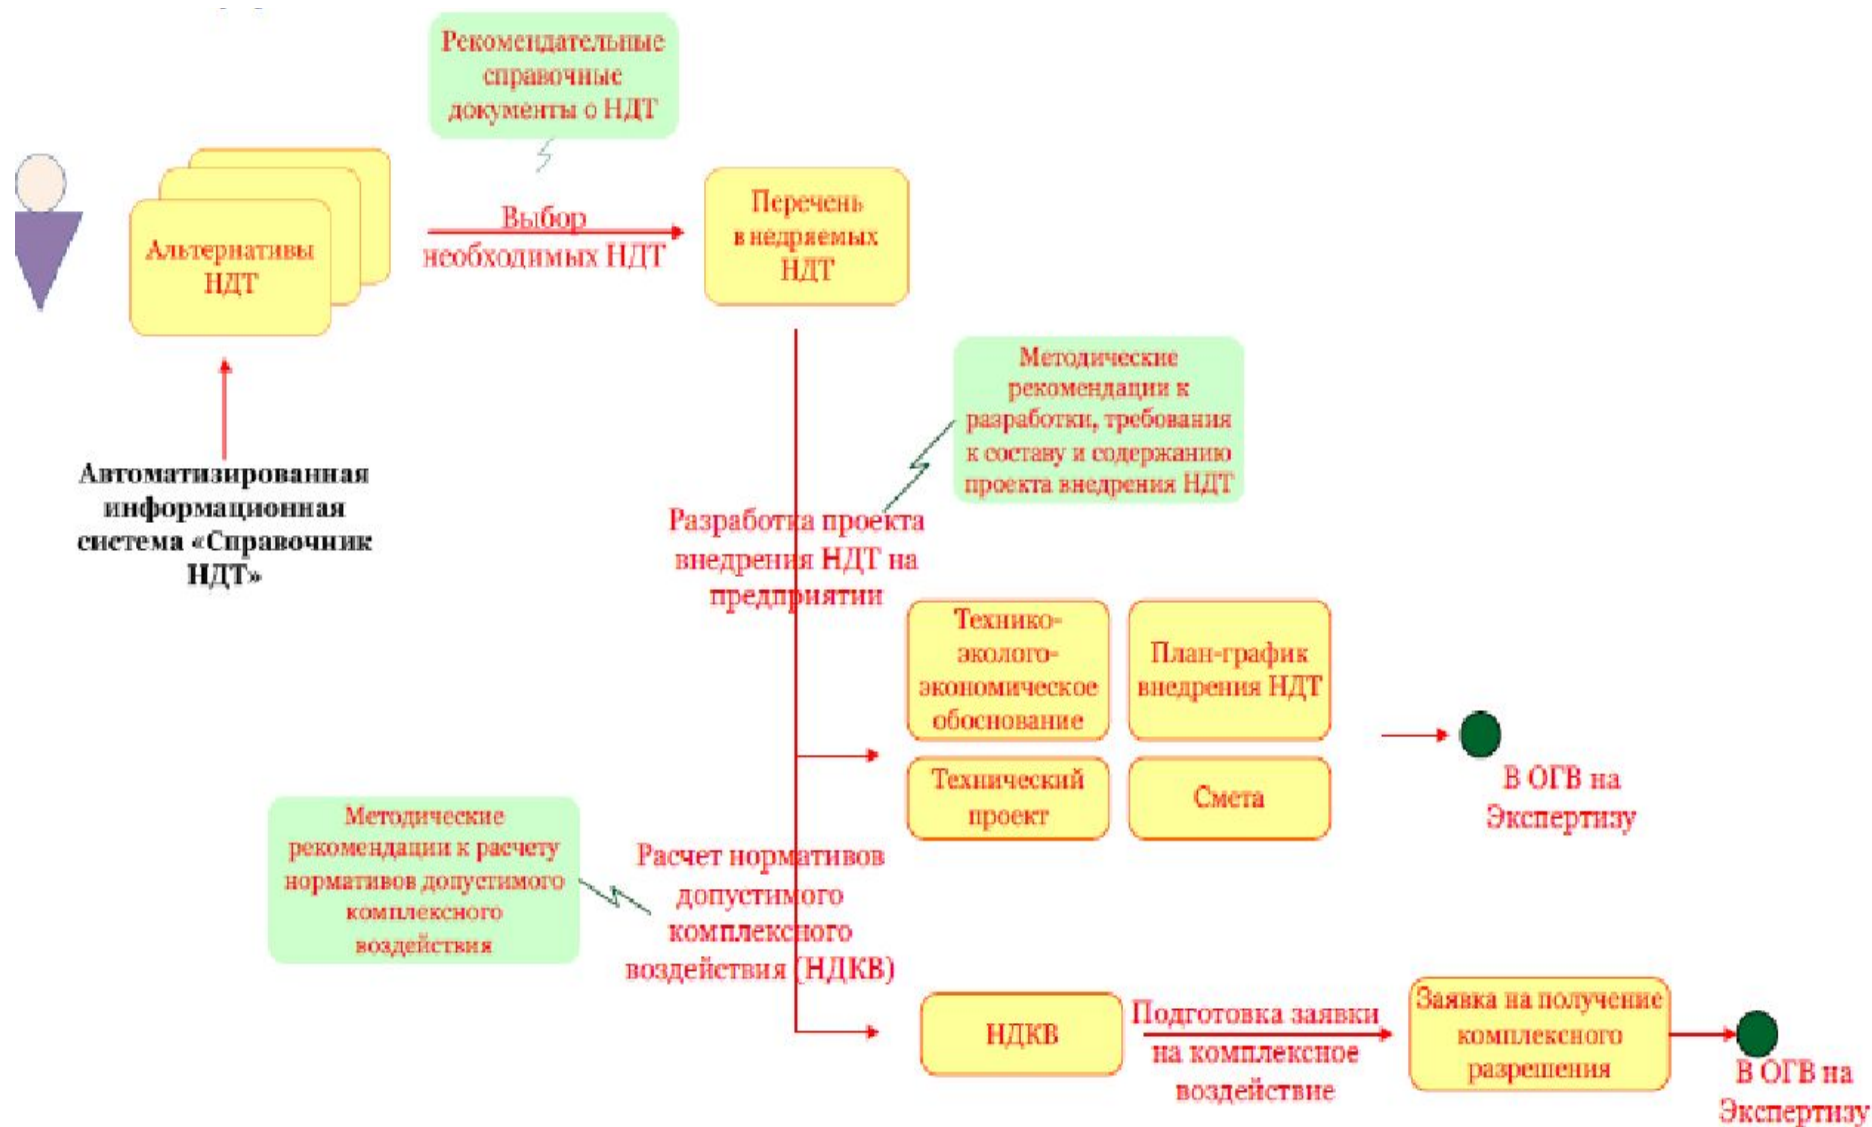 Рекомендательные
справочные
документы о НДТ
Альтернативы
НДТ
Выбор
необходимых НДТ
Перечень
внедряемых
НДТ
Автоматизированная
информационная
система «Справочник
НДТ»
Методические
рекомендации к
разработки, требования
к составу и содержанию
проекта внедрения НДТ
Разработка проекта
внедрения НДТ на
предприятии
Технико-
эколого-
экономическое
обоснование
План-график
внедрения НДТ
Технический
проект
Смета
В ОГВ на
Экспертизу
Методические
рекомендации к расчету
нормативов допустимого
комплексного
воздействия
Расчет нормативов
допустимого
комплексного
воздействия (НДКВ)
НДКВ
Подготовка заявки
на комплексное
воздействие
Заявка на получение
комплексного
разрешения
В ОГВ на
Экспертизу